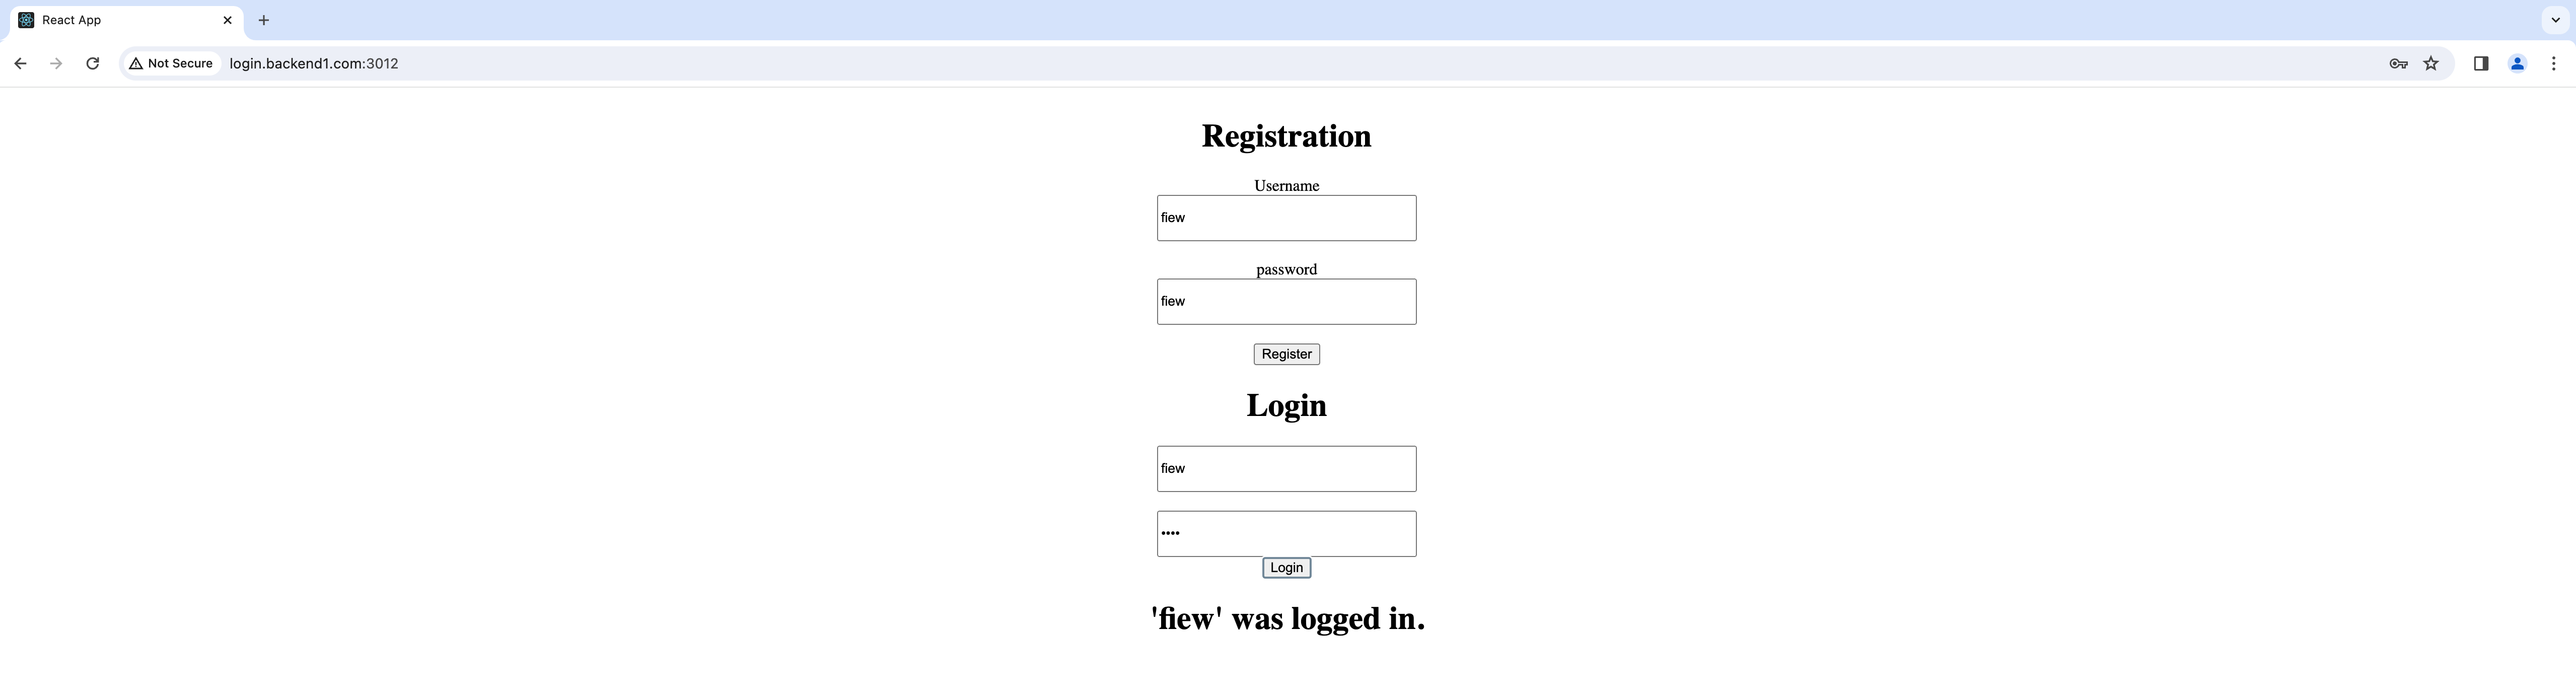 React App
Not Secure
login.backend1.com:3012
Registration
Username
fiew
password
fiew
Register
Login
fiew
••••
Login
'fiew' was logged in.